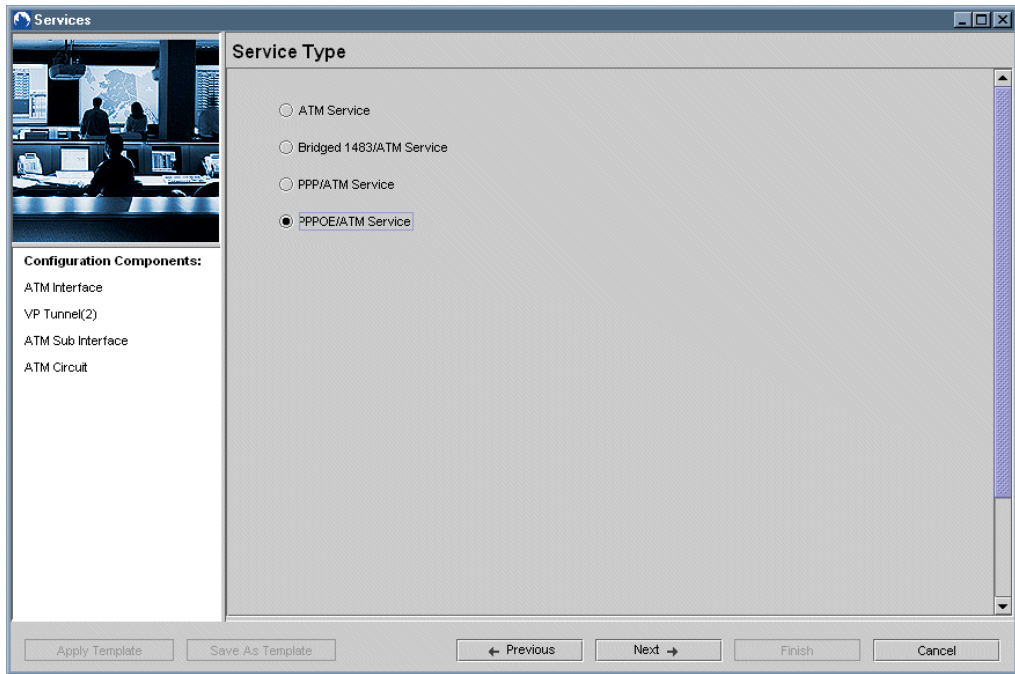 Services
Service Type
ATM Service
Bridged 1483/ATM Service
PPP/ATM Service
PPPOE/ATM Service
Configuration Components:
ATM Interface
VP Tunnel(2)
ATM Sub Interface
ATM Circuit
Apply Template
Save As Template
← Previous
Next →
Finish
Cancel